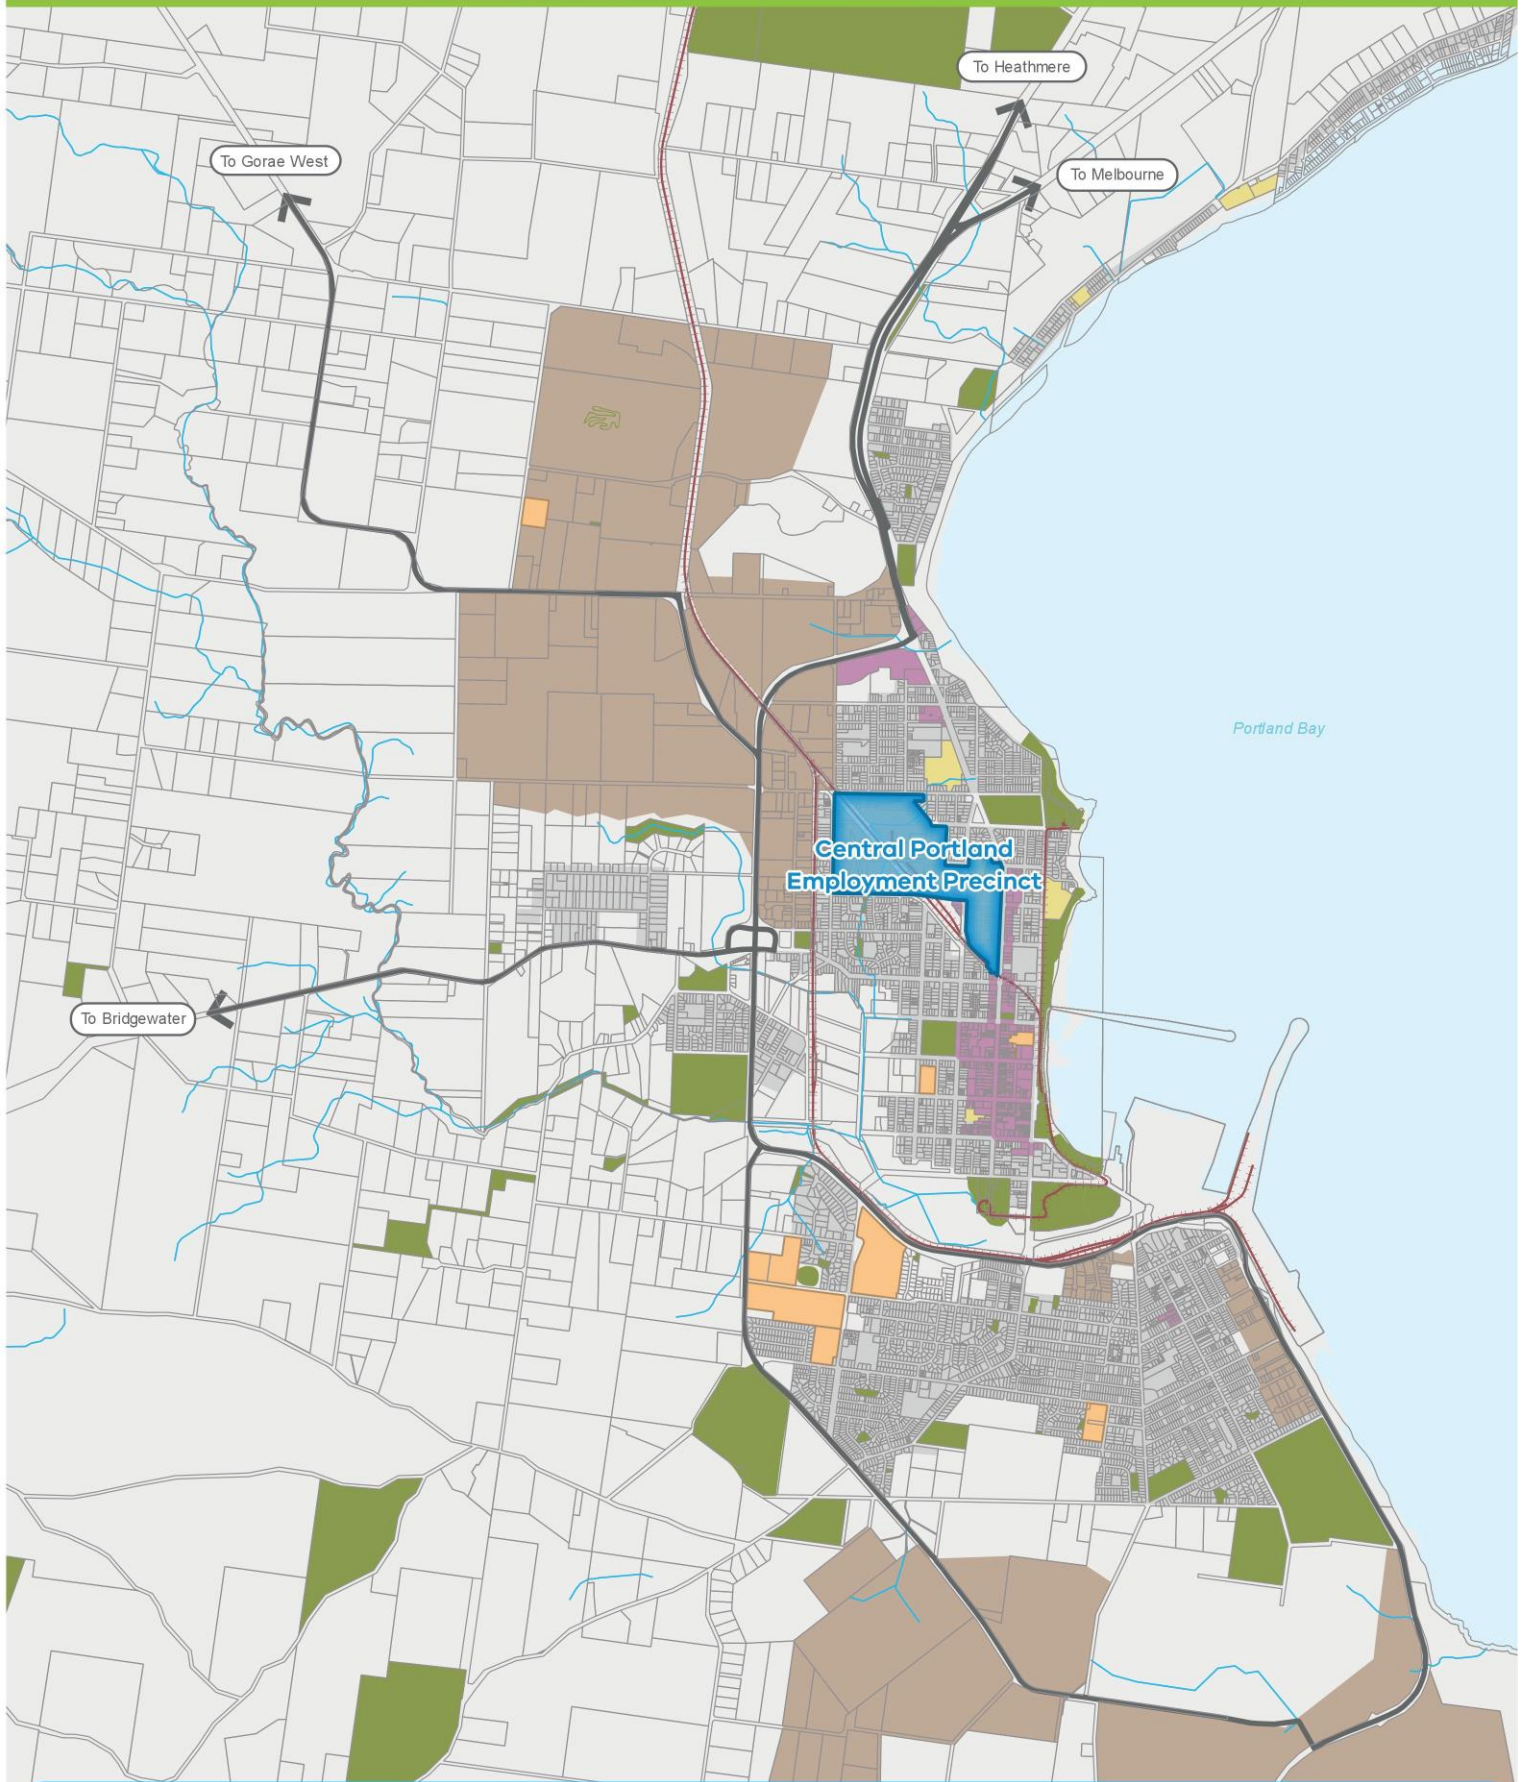 To Heathmere
To Gorae West
To Melbourne
Portland Bay
Central Portland
Employment Precinct
To Bridgewater